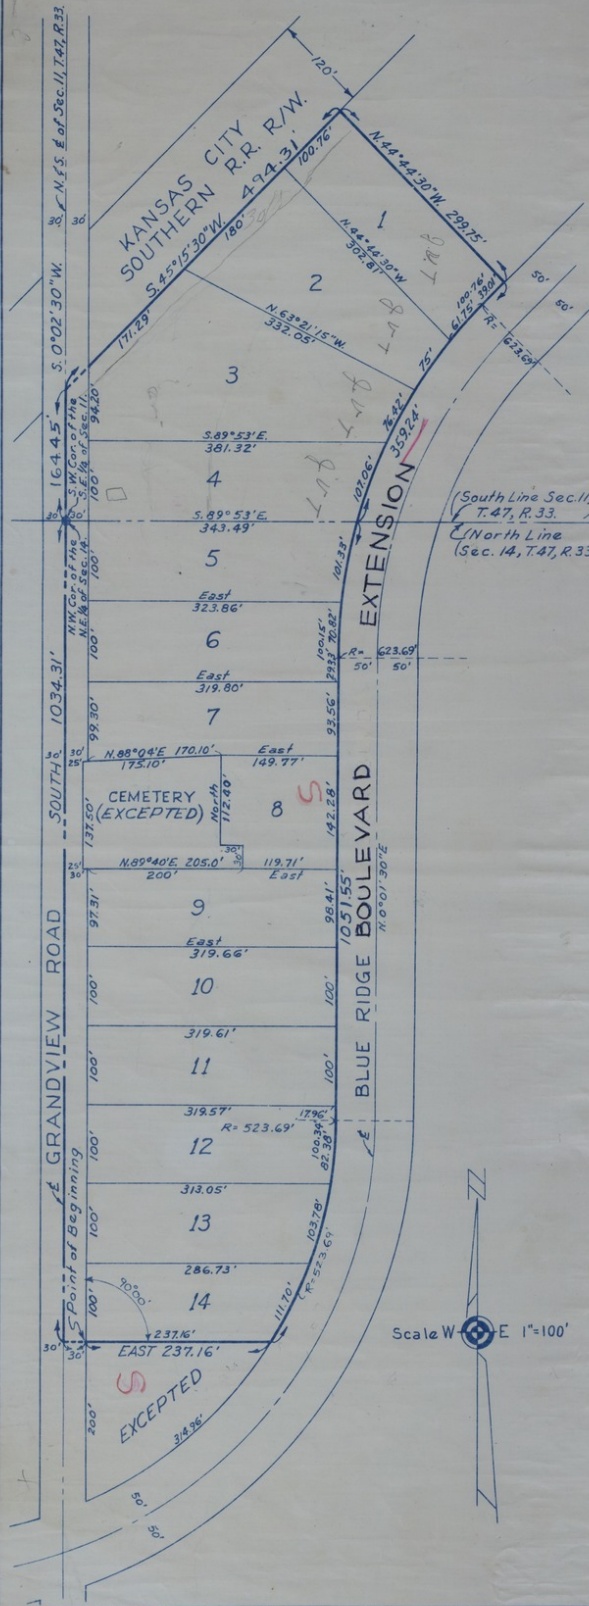 120'
N.&S. ℄ of Sec. 11, T.47, R.33.
30' 30'
S. 0°02'30" W.
KANSAS CITY
SOUTHERN R.R. R/W.
S. 45°15'30" W. 494.31'
100.76'
180'
171.29'
N. 44°44'30" W. 299.75'
1
N. 44°44'30" W.
302.81'
2
100.76'
39.01'
61.75'
R=
623.69'
50'
50'
N. 63°21'15" W.
332.05'
75'
3
76.42'
359.24'
94.20'
164.45'
S.W. Cor. of the
S.E. ¼ of Sec. 11.
S. 89°53' E.
381.32'
4
100'
107.06'
30' 30'
S. 89°53' E.
343.49'
(South Line Sec. 11,
T.47, R.33.
(North Line
(Sec. 14, T.47, R.33
N.W. Cor. of the
N.E. ¼ of Sec. 14.
5
100'
101.33'
East
323.86'
6
100'
100.15'
29.33' 70.82'
R= 623.69'
50' 50'
East
319.80'
7
99.30'
93.56'
SOUTH 1034.31'
30' 30'
25'
N. 88°04' E 170.10'
175.10'
East
149.77'
CEMETERY
(EXCEPTED)
North
112.40'
137.50'
8
S
142.28'
30'
30'
25'
30'
N. 89°40' E. 205.0'
200'
119.71'
East
9
97.31'
98.41'
1051.55'
N. 0°01'30" E
East
319.66'
10
100'
100'
319.61'
11
100'
100'
319.57'
R= 523.69'
17.96'
12
100'
100.34'
82.38'
313.05'
13
100'
103.78'
R= 523.69'
286.73'
14
100'
111.70'
90°00'
237.16'
EAST 237.16'
30' 30'
Point of Beginning
℄ GRANDVIEW ROAD
℄ BLUE RIDGE BOULEVARD EXTENSION
S
EXCEPTED
200'
314.96'
50'
50'
Scale W E 1"=100'
N